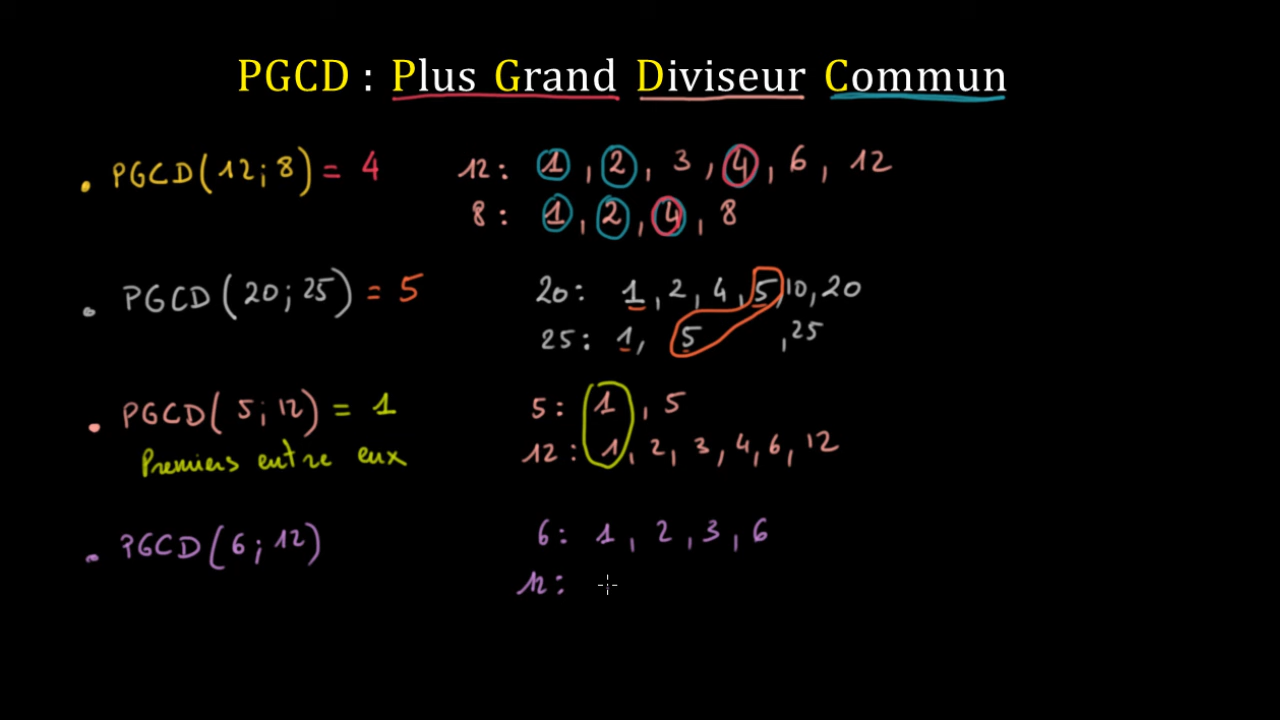 PGCD : Plus Grand Diviseur Commun
• PGCD(12;8) = 4
12: 1, 2, 3, 4, 6, 12
8: 1, 2, 4, 8
• PGCD(20;25) = 5
20: 1, 2, 4, 5, 10, 20
25: 1, 5, 25
• PGCD(5;12) = 1
5: 1, 5
Premiers entre eux
12: 1, 2, 3, 4, 6, 12
• PGCD(6;12)
6: 1, 2, 3, 6
12: